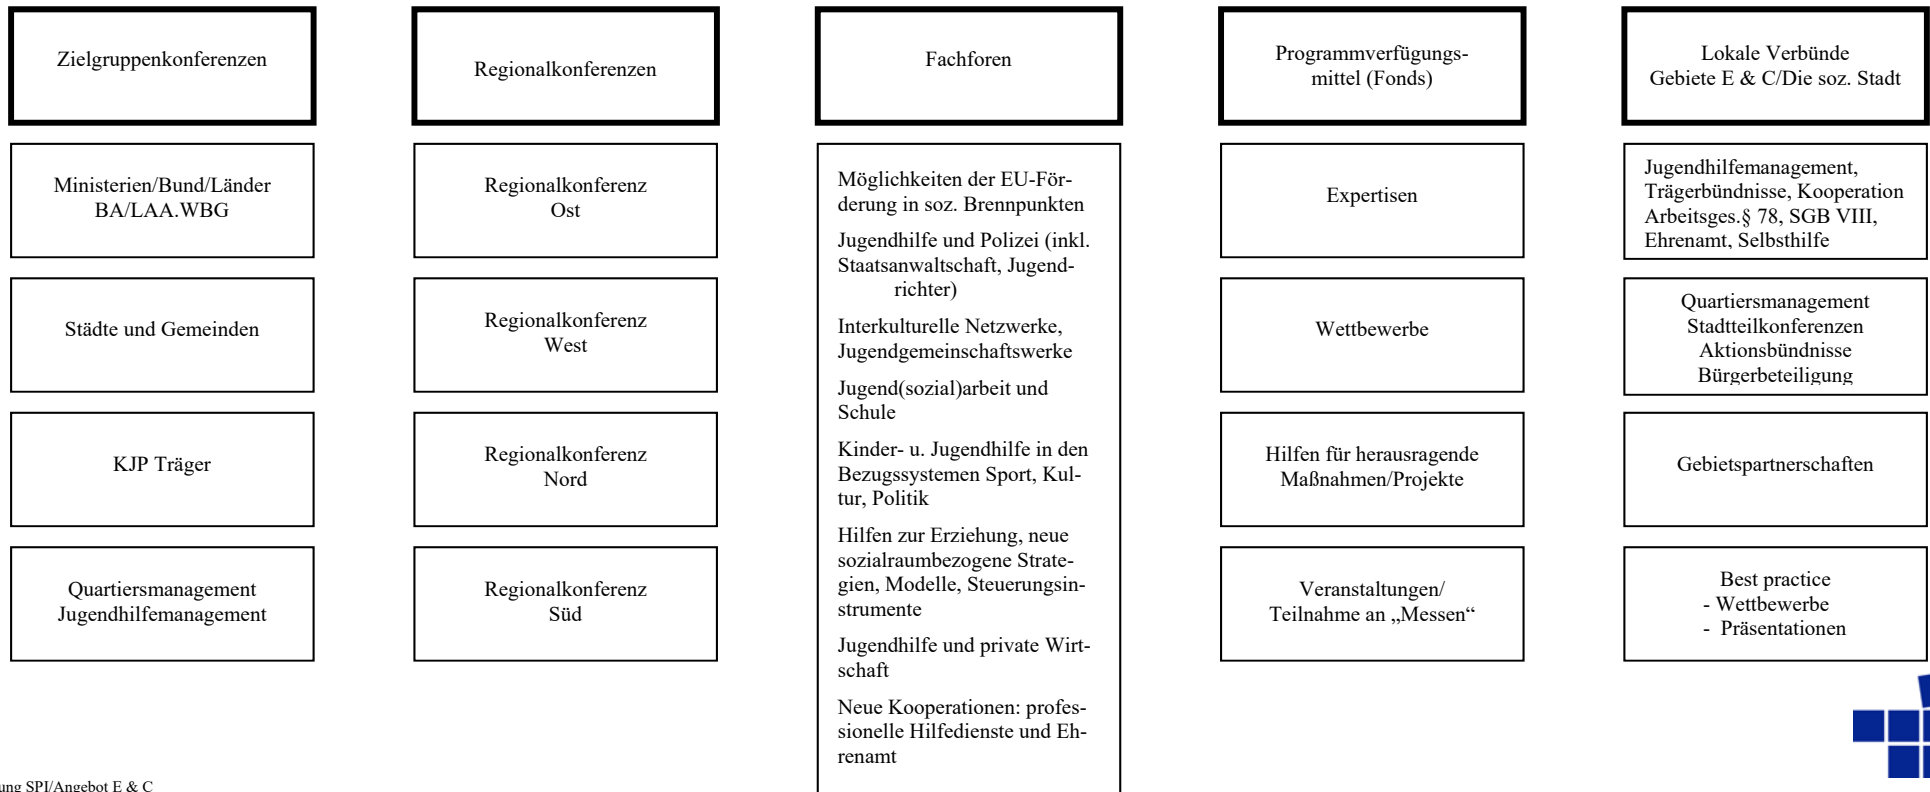 Zielgruppenkonferenzen
Ministerien/Bund/Länder
BA/LAA.WBG
Städte und Gemeinden
KJP Träger
Quartiersmanagement
Jugendhilfemanagement
Regionalkonferenzen
Regionalkonferenz
Ost
Regionalkonferenz
West
Regionalkonferenz
Nord
Regionalkonferenz
Süd
Fachforen
Möglichkeiten der EU-För-
derung in soz. Brennpunkten
Jugendhilfe und Polizei (inkl.
Staatsanwaltschaft, Jugend-
richter)
Interkulturelle Netzwerke,
Jugendgemeinschaftswerke
Jugend(sozial)arbeit und
Schule
Kinder- u. Jugendhilfe in den
Bezugssystemen Sport, Kul-
tur, Politik
Hilfen zur Erziehung, neue
sozialraumbezogene Strate-
gien, Modelle, Steuerungsin-
strumente
Jugendhilfe und private Wirt-
schaft
Neue Kooperationen: profes-
sionelle Hilfedienste und Eh-
renamt
Programmverfügungs-
mittel (Fonds)
Expertisen
Wettbewerbe
Hilfen für herausragende
Maßnahmen/Projekte
Veranstaltungen/
Teilnahme an „Messen“
Lokale Verbünde
Gebiete E & C/Die soz. Stadt
Jugendhilfemanagement,
Trägerbündnisse, Kooperation
Arbeitsges.§ 78, SGB VIII,
Ehrenamt, Selbsthilfe
Quartiersmanagement
Stadtteilkonferenzen
Aktionsbündnisse
Bürgerbeteiligung
Gebietspartnerschaften
Best practice
- Wettbewerbe
- Präsentationen
ung SPI/Angebot E & C